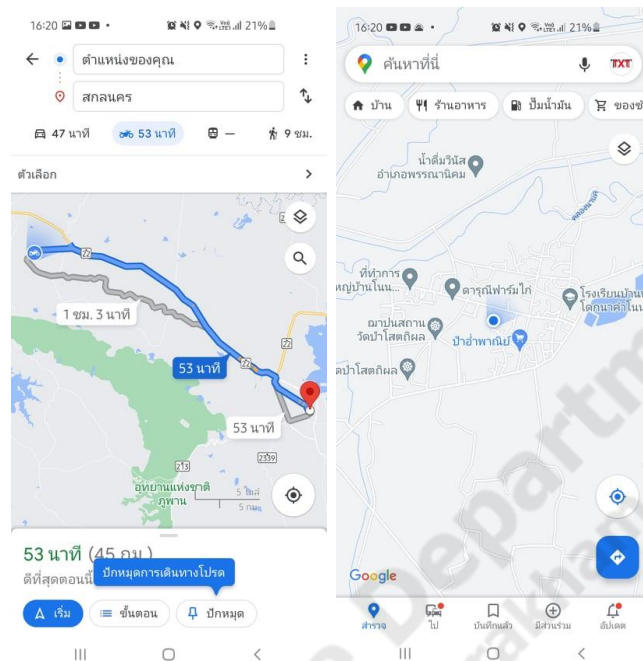 16:20
21%
ตำแหน่งของคุณ
สกลนคร
47 นาที
53 นาที
—
9 ชม.
ตัวเลือก
22
1 ชม. 3 นาที
22
53 นาที
22
53 นาที
2339
213
อุทยานแห่งชาติ
ภูพาน
5 ไมล์
5 กม.
53 นาที (45 กม.)
ดีที่สุดตอนนี้
ปักหมุดการเดินทางโปรด
เริ่ม
ขั้นตอน
ปักหมุด
16:20
21%
ค้นหาที่นี่
TXT
บ้าน
ร้านอาหาร
ปั๊มน้ำมัน
น้ำดื่มวินัส
อำเภอพรรณานิคม
ที่ทำการ
ดารุณีฟาร์มไก่
ฌาปนสถาน
วัดป่าโสตถิผล
ป้าอ่ำพาณิชย์
Google
สำรวจ
ไป
บันทึกแล้ว
มีส่วนร่วม
อัปเดต